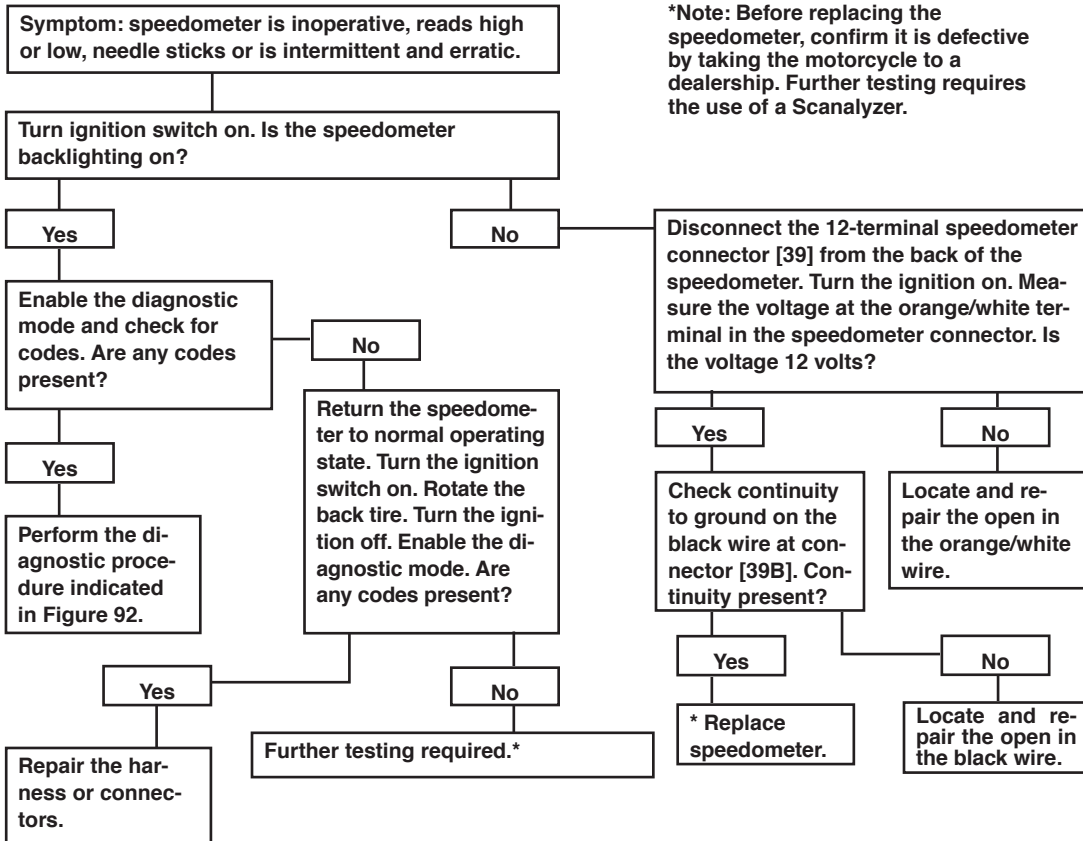 Symptom: speedometer is inoperative, reads high
or low, needle sticks or is intermittent and erratic.
*Note: Before replacing the
speedometer, confirm it is defective
by taking the motorcycle to a
dealership. Further testing requires
the use of a Scanalyzer.
Turn ignition switch on. Is the speedometer
backlighting on?
Yes
No
Disconnect the 12-terminal speedometer
connector [39] from the back of the
speedometer. Turn the ignition on. Mea-
sure the voltage at the orange/white ter-
minal in the speedometer connector. Is
the voltage 12 volts?
Enable the diagnostic
mode and check for
codes. Are any codes
present?
No
Yes
Return the speedome-
ter to normal operating
state. Turn the ignition
switch on. Rotate the
back tire. Turn the igni-
tion off. Enable the di-
agnostic mode. Are
any codes present?
Yes
No
Perform the di-
agnostic proce-
dure indicated
in Figure 92.
Check continuity
to ground on the
black wire at con-
nector [39B]. Con-
tinuity present?
Locate and re-
pair the open in
the orange/white
wire.
Yes
No
Yes
No
Repair the har-
ness or connec-
tors.
Further testing required.*
* Replace
speedometer.
Locate and re-
pair the open in
the black wire.